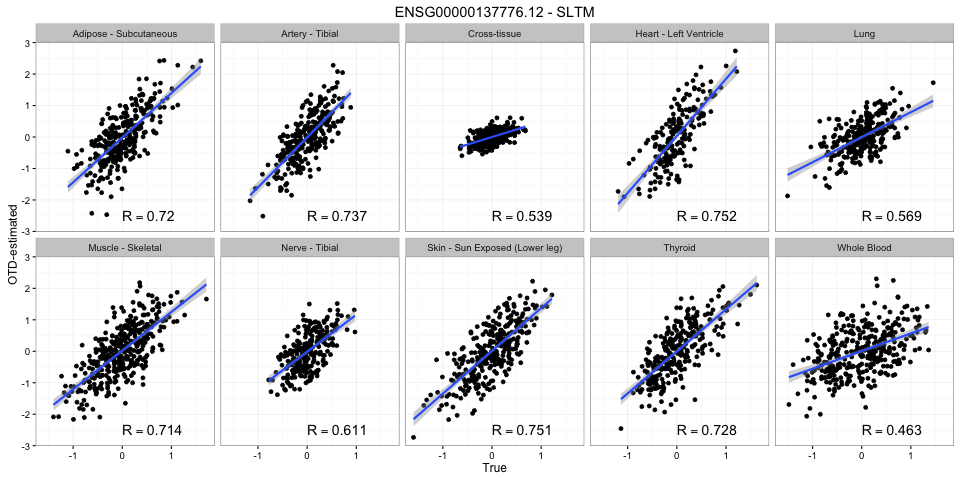 ENSG00000137776.12 - SLTM
Adipose - Subcutaneous
Artery - Tibial
Cross-tissue
Heart - Left Ventricle
Lung
3
2
1
0
-1
-2
-3
R = 0.72
R = 0.737
R = 0.539
R = 0.752
R = 0.569
OTD-estimated
Muscle - Skeletal
Nerve - Tibial
Skin - Sun Exposed (Lower leg)
Thyroid
Whole Blood
3
2
1
0
-1
-2
-3
R = 0.714
R = 0.611
R = 0.751
R = 0.728
R = 0.463
-1 0 1 -1 0 1 -1 0 1 -1 0 1 -1 0 1
True